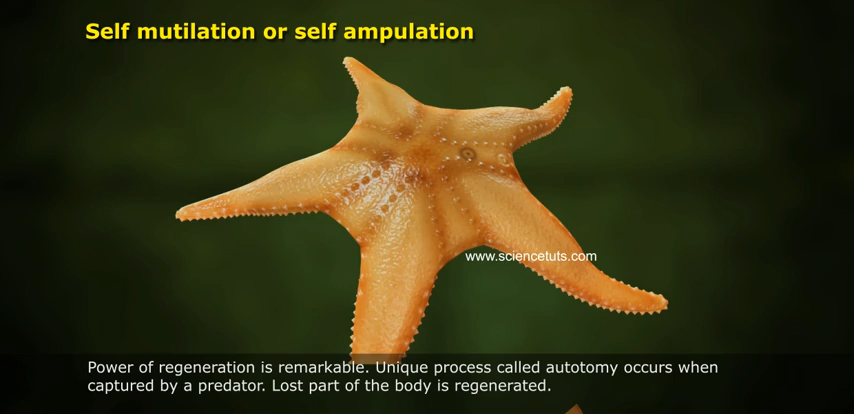 Self mutilation or self ampulation
www.sciencetuts.com
Power of regeneration is remarkable. Unique process called autotomy occurs when
captured by a predator. Lost part of the body is regenerated.